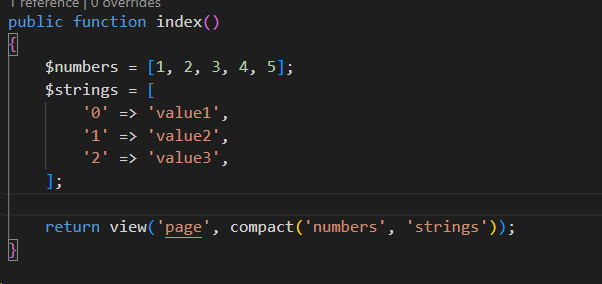 1 reference | 0 overrides
public function index()
{
    $numbers = [1, 2, 3, 4, 5];
    $strings = [
        '0' => 'value1',
        '1' => 'value2',
        '2' => 'value3',
    ];
    return view('page', compact('numbers', 'strings'));
}